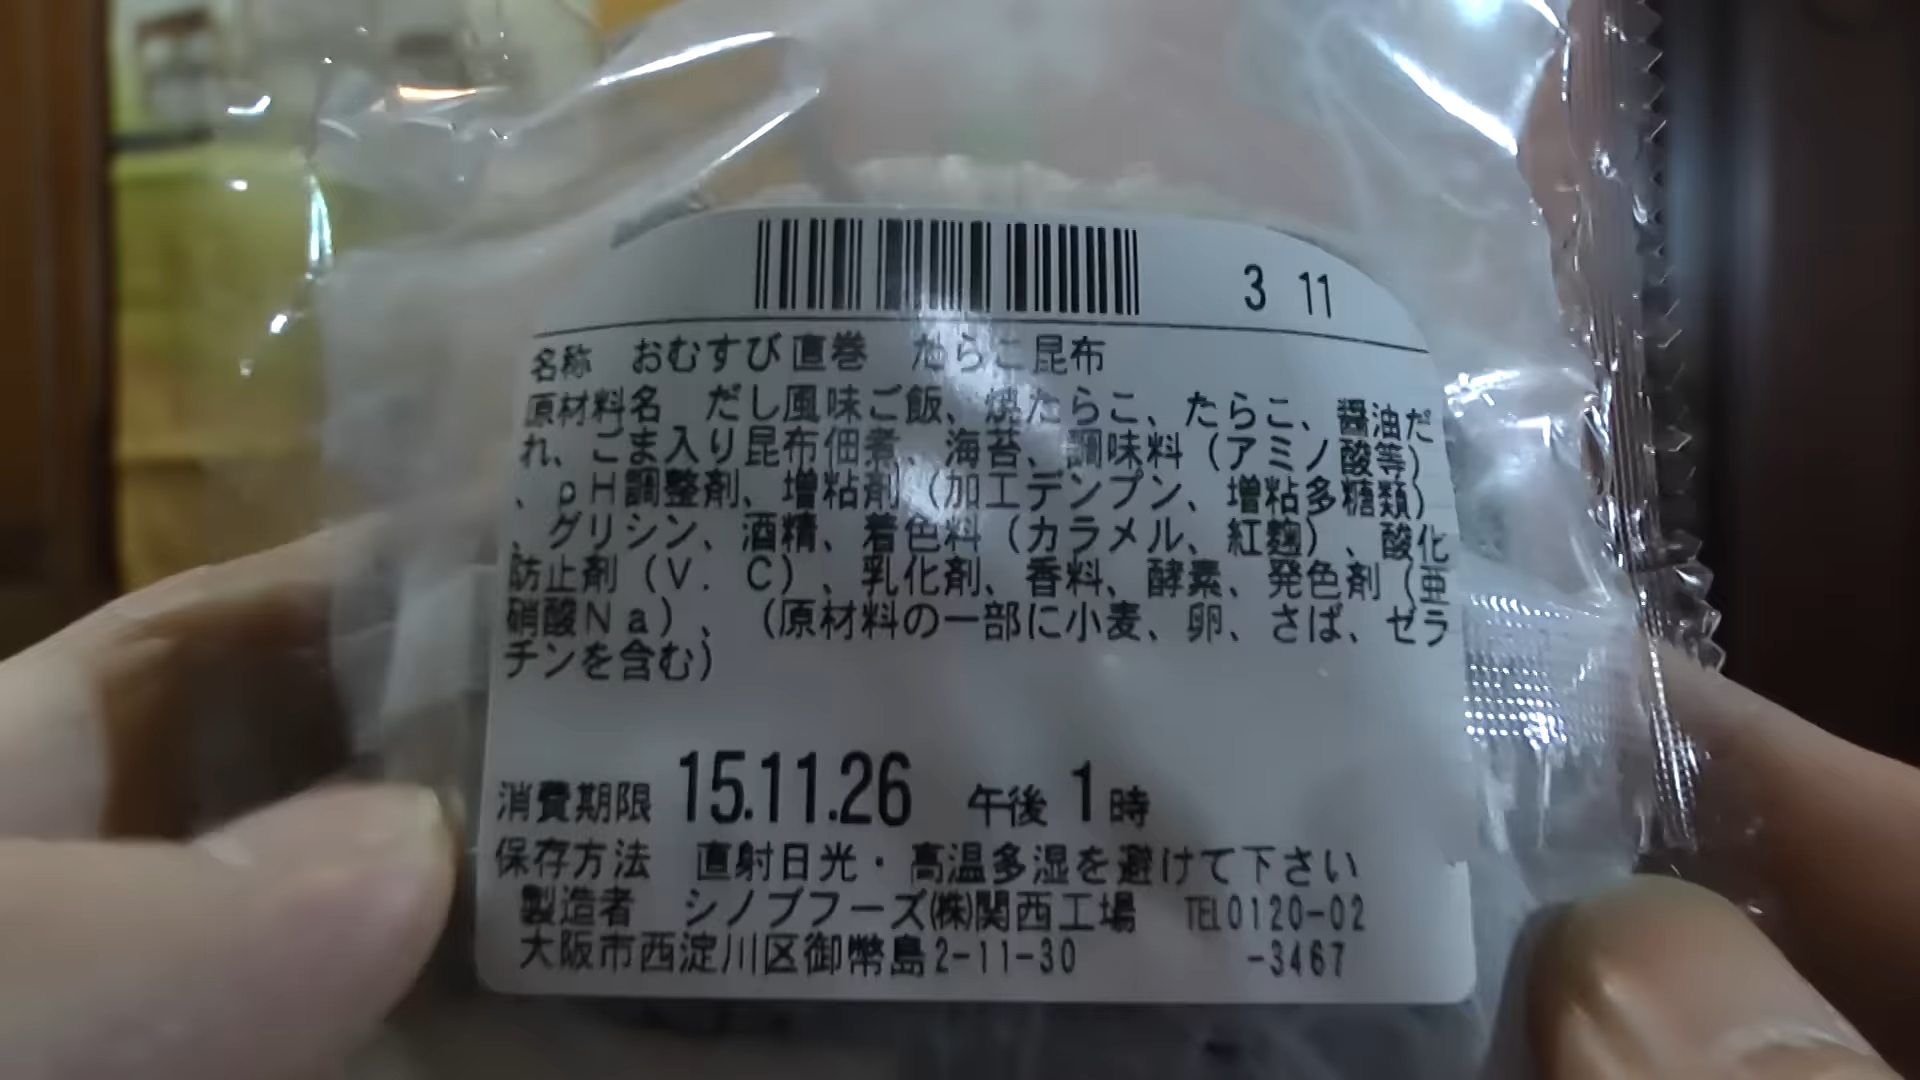 3 11
名称 おむすび直巻 たらこ昆布
原材料名 だし風味ご飯、焼たらこ、たらこ、醤油だ
れ、ごま入り昆布佃煮、海苔、調味料（アミノ酸等）
、ｐＨ調整剤、増粘剤（加工デンプン、増粘多糖類）
、グリシン、酒精、着色料（カラメル、紅麹）、酸化
防止剤（Ｖ．Ｃ）、乳化剤、香料、酵素、発色剤（亜
硝酸Ｎａ）、（原材料の一部に小麦、卵、さば、ゼラ
チンを含む）
消費期限 15.11.26 午後 1時
保存方法 直射日光・高温多湿を避けて下さい
製造者 シノブフーズ㈱関西工場 TEL0120-02
大阪市西淀川区御幣島2-11-30 -3467